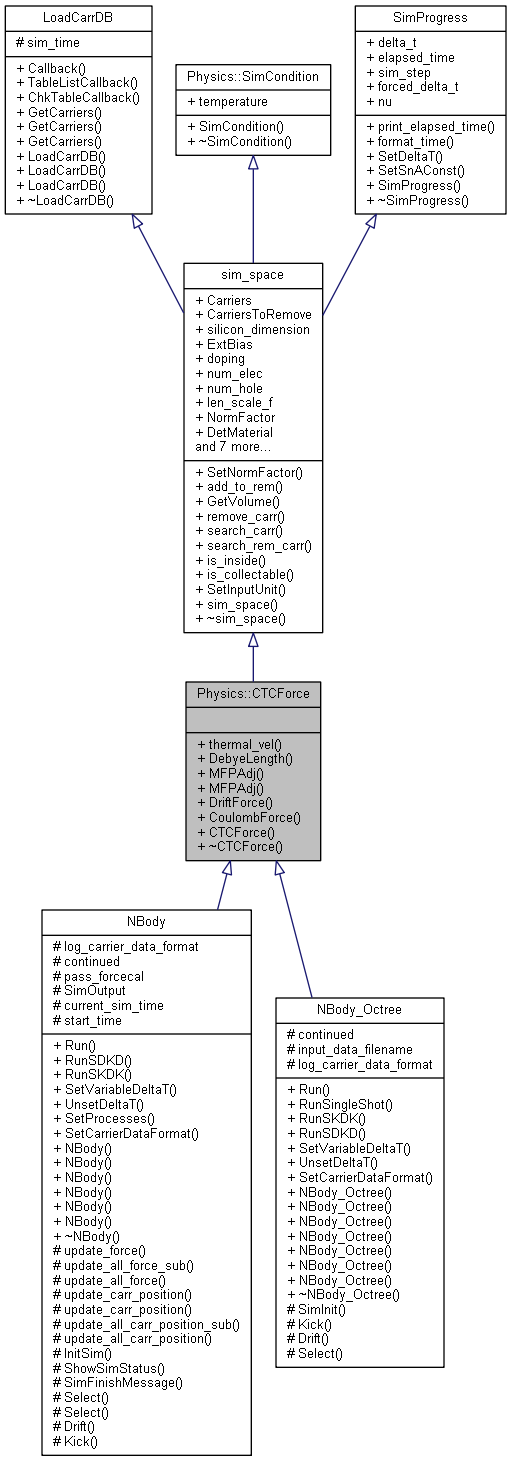 LoadCarrDB
# sim_time
+ Callback()
+ TableListCallback()
+ ChkTableCallback()
+ GetCarriers()
+ GetCarriers()
+ GetCarriers()
+ LoadCarrDB()
+ LoadCarrDB()
+ LoadCarrDB()
+ ~LoadCarrDB()
Physics::SimCondition
+ temperature
+ SimCondition()
+ ~SimCondition()
SimProgress
+ delta_t
+ elapsed_time
+ sim_step
+ forced_delta_t
+ nu
+ print_elapsed_time()
+ format_time()
+ SetDeltaT()
+ SetSnAConst()
+ SimProgress()
+ ~SimProgress()
sim_space
+ Carriers
+ CarriersToRemove
+ silicon_dimension
+ ExtBias
+ doping
+ num_elec
+ num_hole
+ len_scale_f
+ NormFactor
+ DetMaterial
and 7 more...
+ SetNormFactor()
+ add_to_rem()
+ GetVolume()
+ remove_carr()
+ search_carr()
+ search_rem_carr()
+ is_inside()
+ is_collectable()
+ SetInputUnit()
+ sim_space()
+ ~sim_space()
Physics::CTCForce
+ thermal_vel()
+ DebyeLength()
+ MFPAdj()
+ MFPAdj()
+ DriftForce()
+ CoulombForce()
+ CTCForce()
+ ~CTCForce()
NBody
# log_carrier_data_format
# continued
# pass_forcecal
# SimOutput
# current_sim_time
# start_time
+ Run()
+ RunSDKD()
+ RunSKDK()
+ SetVariableDeltaT()
+ UnsetDeltaT()
+ SetProcesses()
+ SetCarrierDataFormat()
+ NBody()
+ NBody()
+ NBody()
+ NBody()
+ NBody()
+ NBody()
+ ~NBody()
# update_force()
# update_all_force_sub()
# update_all_force()
# update_carr_position()
# update_carr_position()
# update_all_carr_position_sub()
# update_all_carr_position()
# InitSim()
# ShowSimStatus()
# SimFinishMessage()
# Select()
# Select()
# Drift()
# Kick()
NBody_Octree
# continued
# input_data_filename
# log_carrier_data_format
+ Run()
+ RunSingleShot()
+ RunSKDK()
+ RunSDKD()
+ SetVariableDeltaT()
+ UnsetDeltaT()
+ SetCarrierDataFormat()
+ NBody_Octree()
+ NBody_Octree()
+ NBody_Octree()
+ NBody_Octree()
+ NBody_Octree()
+ NBody_Octree()
+ NBody_Octree()
+ ~NBody_Octree()
# SimInit()
# Kick()
# Drift()
# Select()